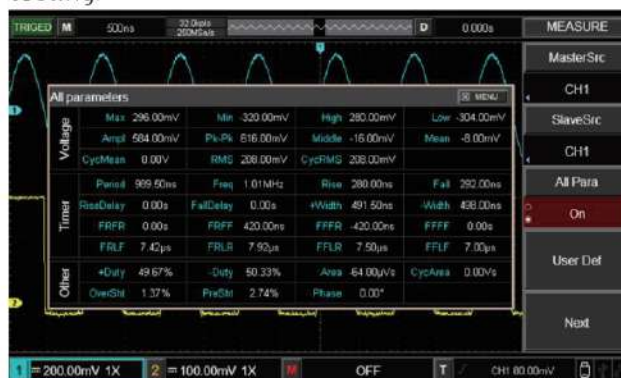 testing.
TRIGED M 500ns 32.0kpts D 0.000s MEASURE
250MSa/s
MasterSrc
CH1
SlaveSrc
CH1
All Para
On
User Def
Next
All parameters MENU
Voltage
Max 296.00mV Min -320.00mV High 280.00mV Low -304.00mV
Ampl 584.00mV Pk-Pk 616.00mV Middle -16.00mV Mean -8.00mV
CycMean 0.00V RMS 208.00mV CycRMS 208.00mV
Timer
Period 989.50ns Freq 1.01MHz Rise 280.00ns Fall 292.00ns
RiseDelay 0.00s FallDelay 0.00s +Width 491.50ns -Width 498.00ns
FRFR 0.00s FRFF 420.00ns FFFR -420.00ns FFFF 0.00s
FRLF 7.42µs FRLR 7.92µs FFLR 7.50µs FFLF 7.00µs
Other
+Duty 49.67% -Duty 50.33% Area -64.00µVs CycArea 0.00Vs
OverSht 1.37% PreSht 2.74% Phase 0.00°
1 200.00mV 1X 2 100.00mV 1X M OFF T CH1 80.00mV